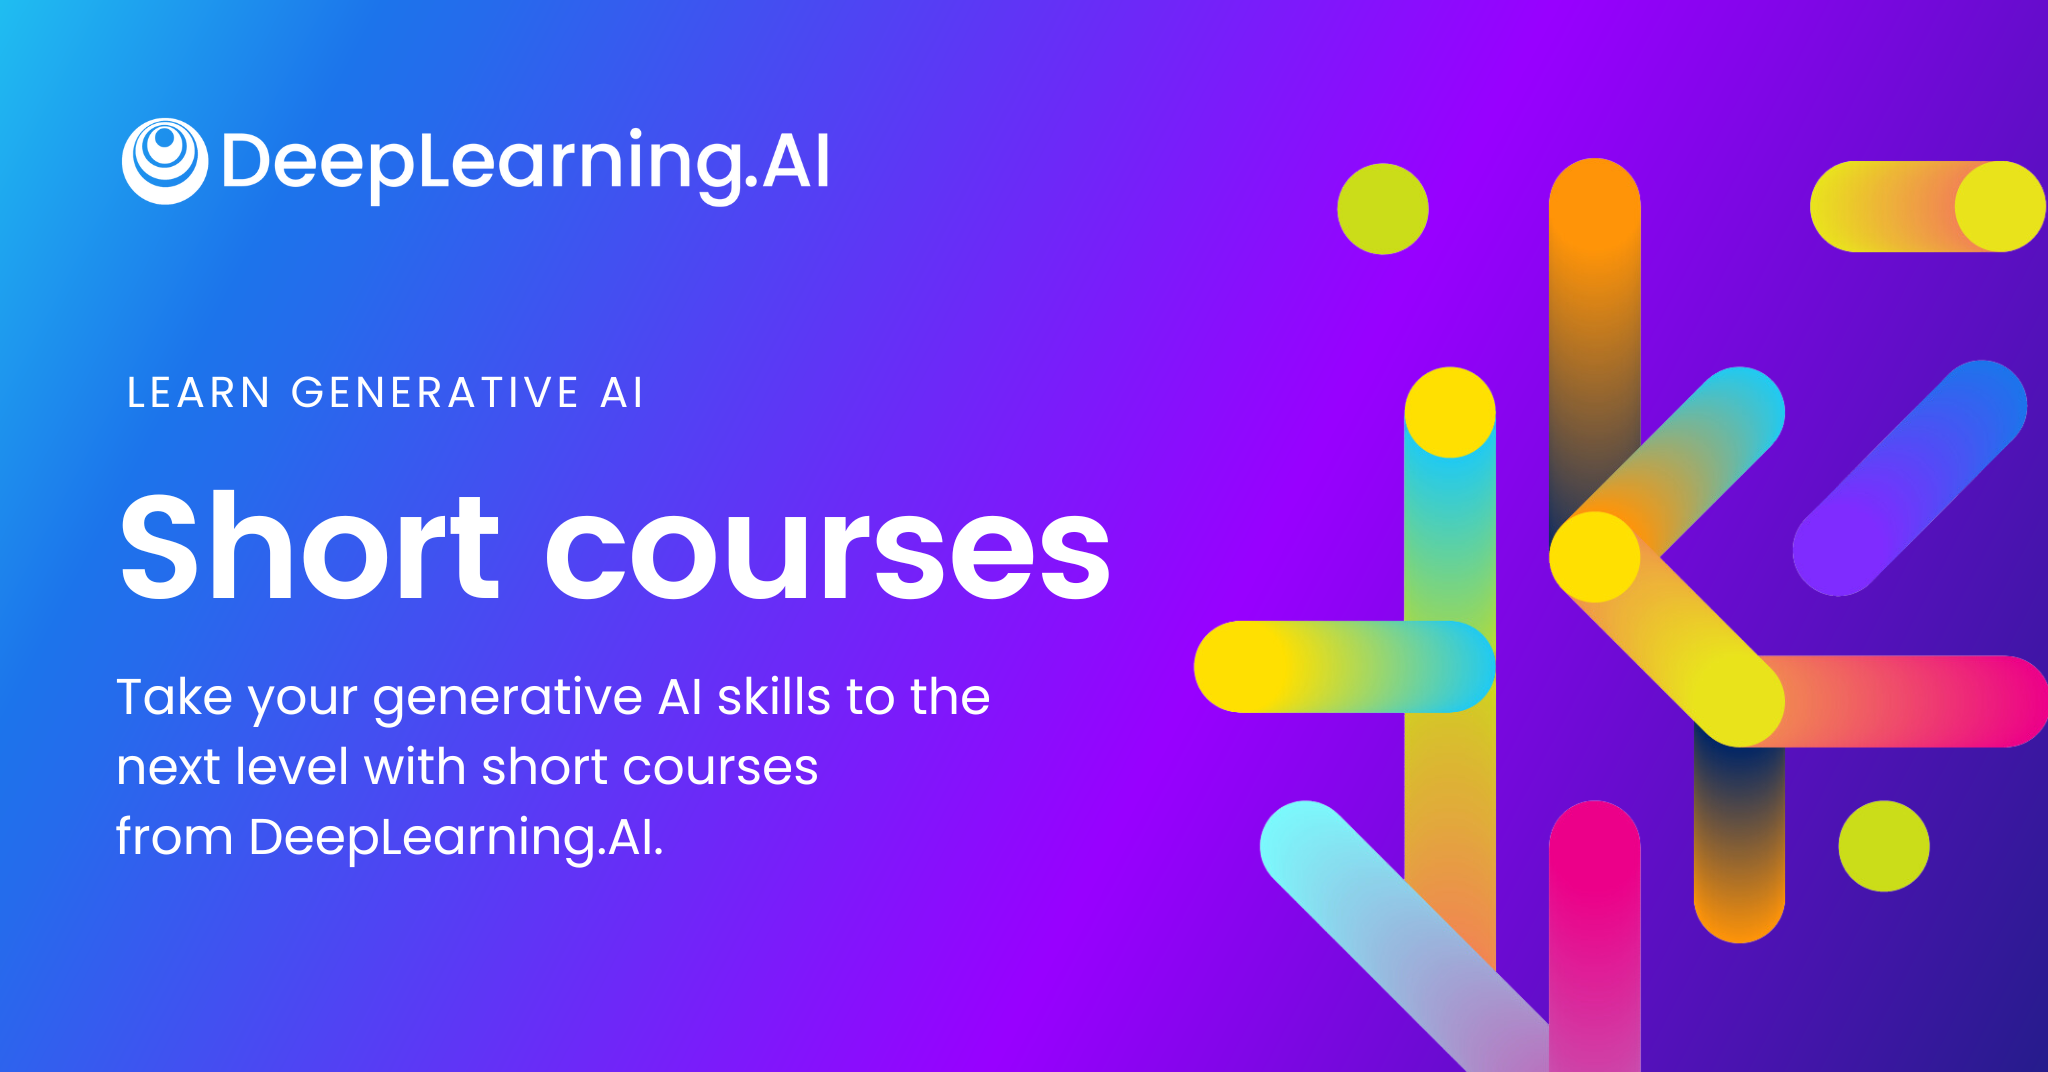 DeepLearning.AI
LEARN GENERATIVE AI
Short courses
Take your generative AI skills to the
next level with short courses
from DeepLearning.AI.